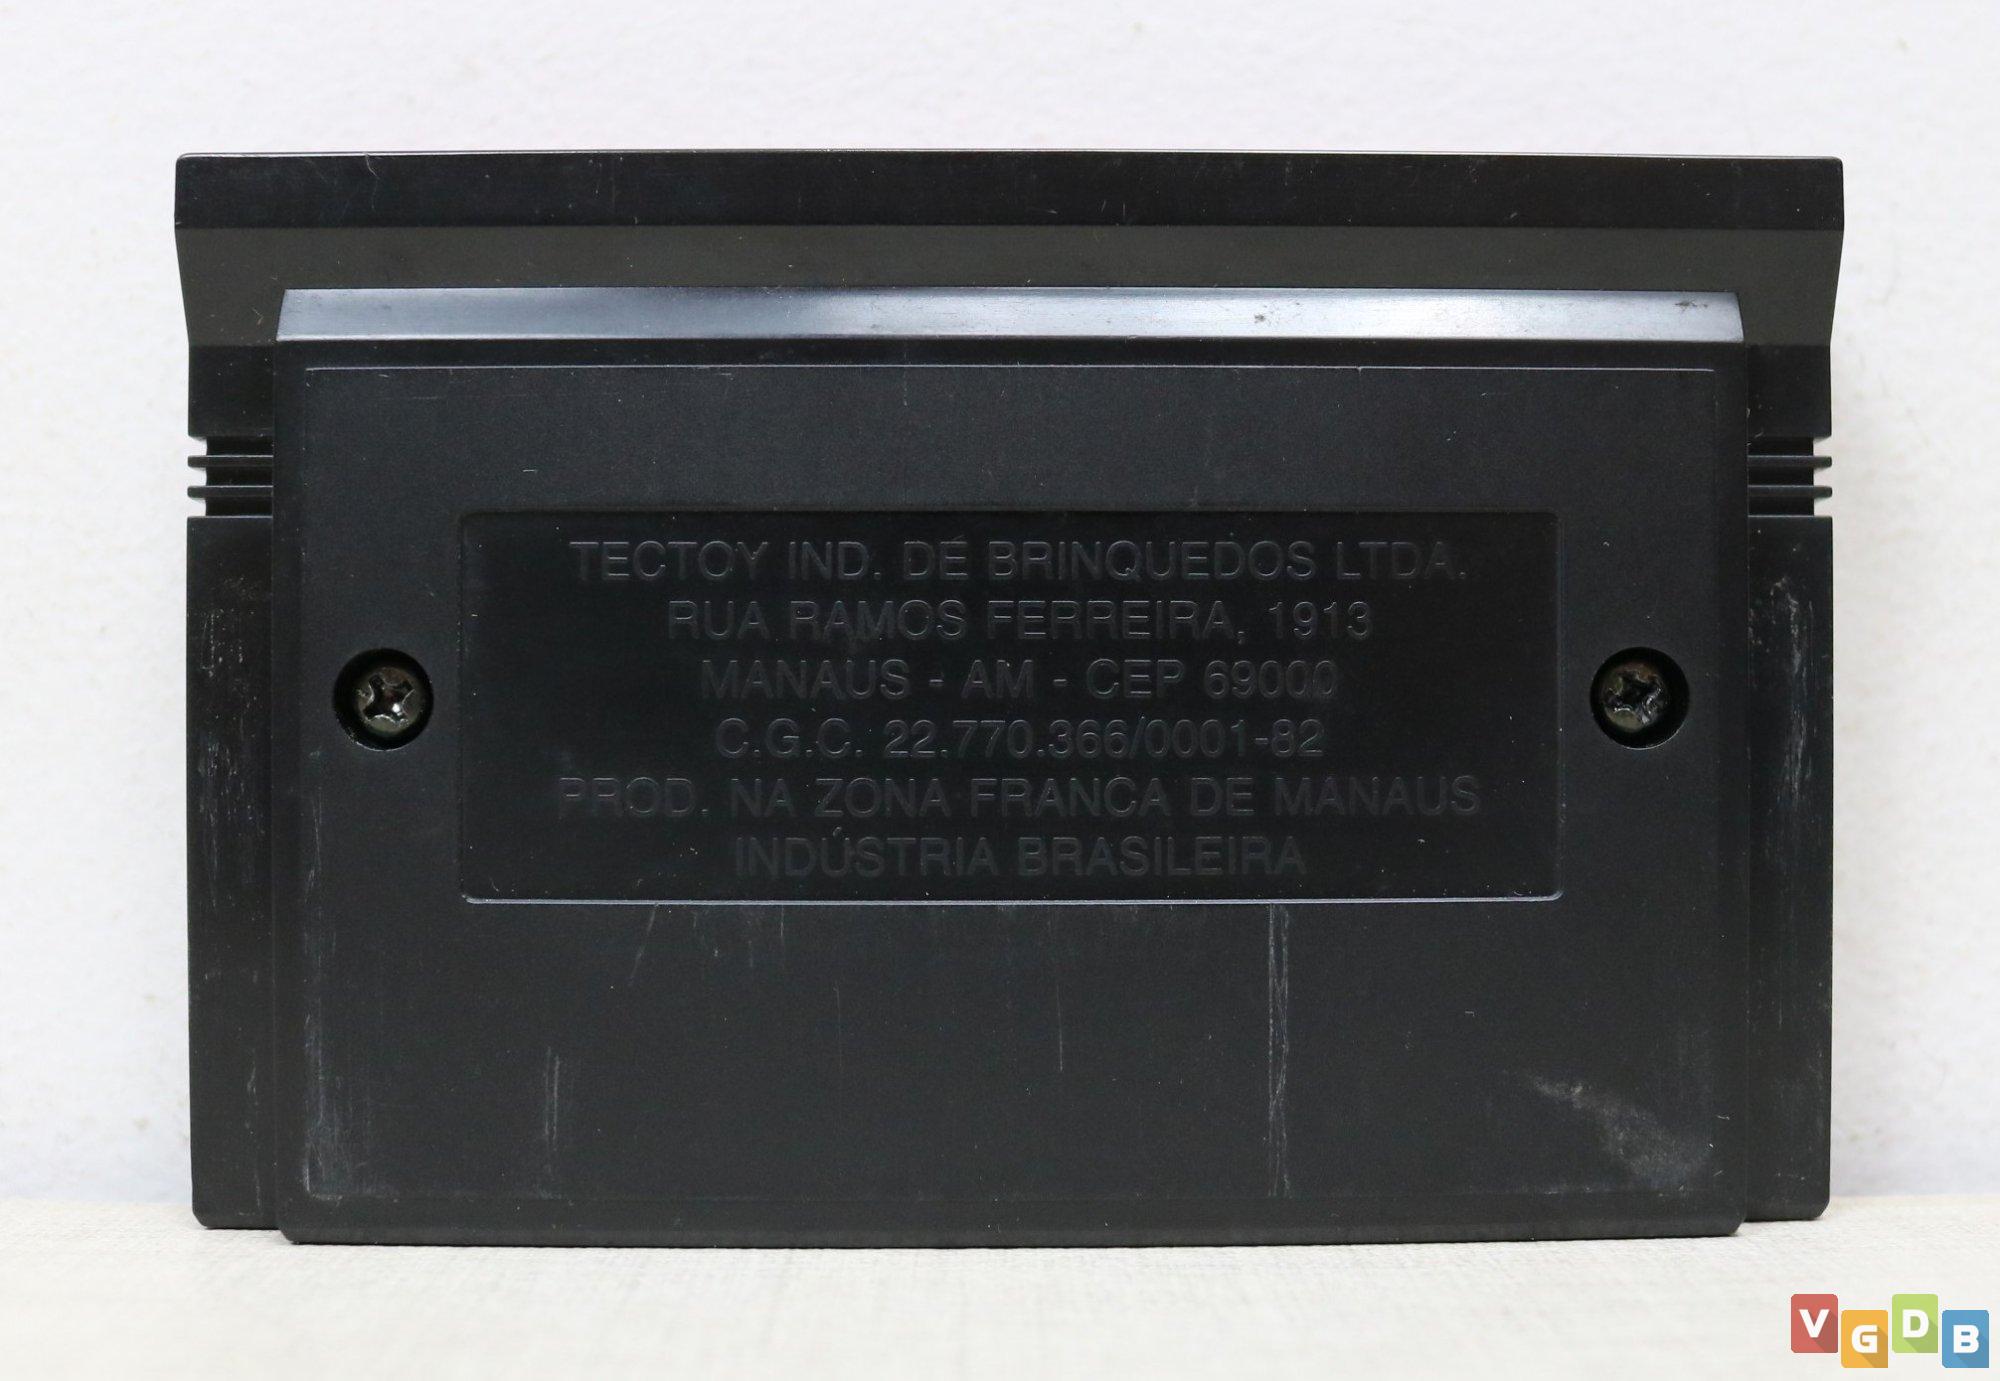 TECTOY IND. DE BRINQUEDOS LTDA.
RUA RAMOS FERREIRA, 1913
MANAUS - AM - CEP 69000
C.G.C. 22.770.366/0001-82
PROD. NA ZONA FRANCA DE MANAUS
INDÚSTRIA BRASILEIRA
VGDB